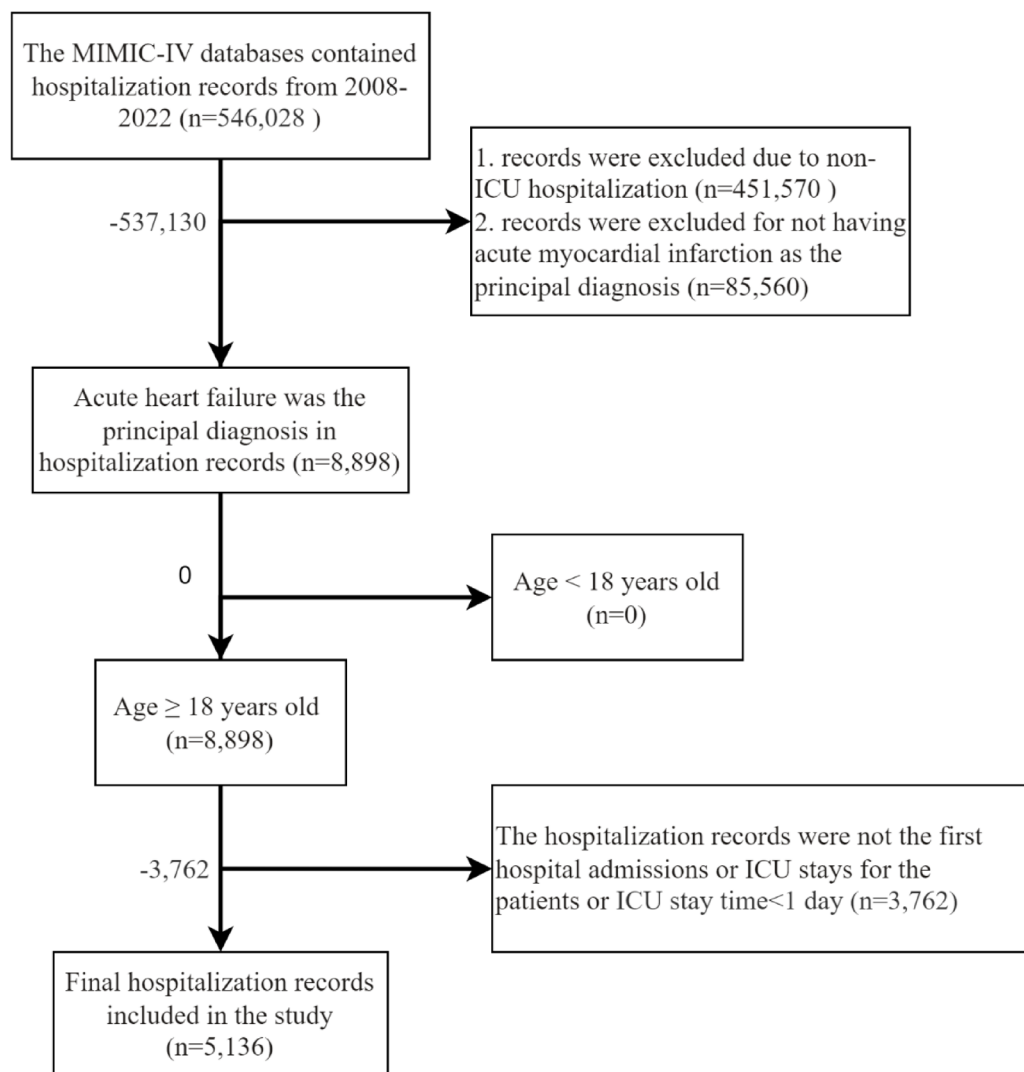 The MIMIC-IV databases contained
hospitalization records from 2008-
2022 (n=546,028 )
1. records were excluded due to non-
ICU hospitalization (n=451,570 )
2. records were excluded for not having
acute myocardial infarction as the
principal diagnosis (n=85,560)
-537,130
Acute heart failure was the
principal diagnosis in
hospitalization records (n=8,898)
0
Age < 18 years old
(n=0)
Age ≥ 18 years old
(n=8,898)
-3,762
The hospitalization records were not the first
hospital admissions or ICU stays for the
patients or ICU stay time<1 day (n=3,762)
Final hospitalization records
included in the study
(n=5,136)